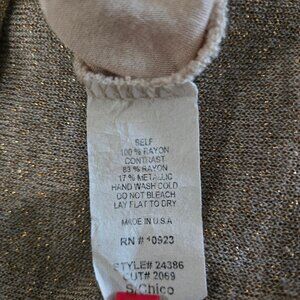 SELF
100 % RAYON
CONTRAST
83 % RAYON
17 % METALLIC
HAND WASH COLD
DO NOT BLEACH
LAY FLAT TO DRY
MADE IN U.S.A
RN # 10923
STYLE# 24386
CUT# 2069
S/Chico